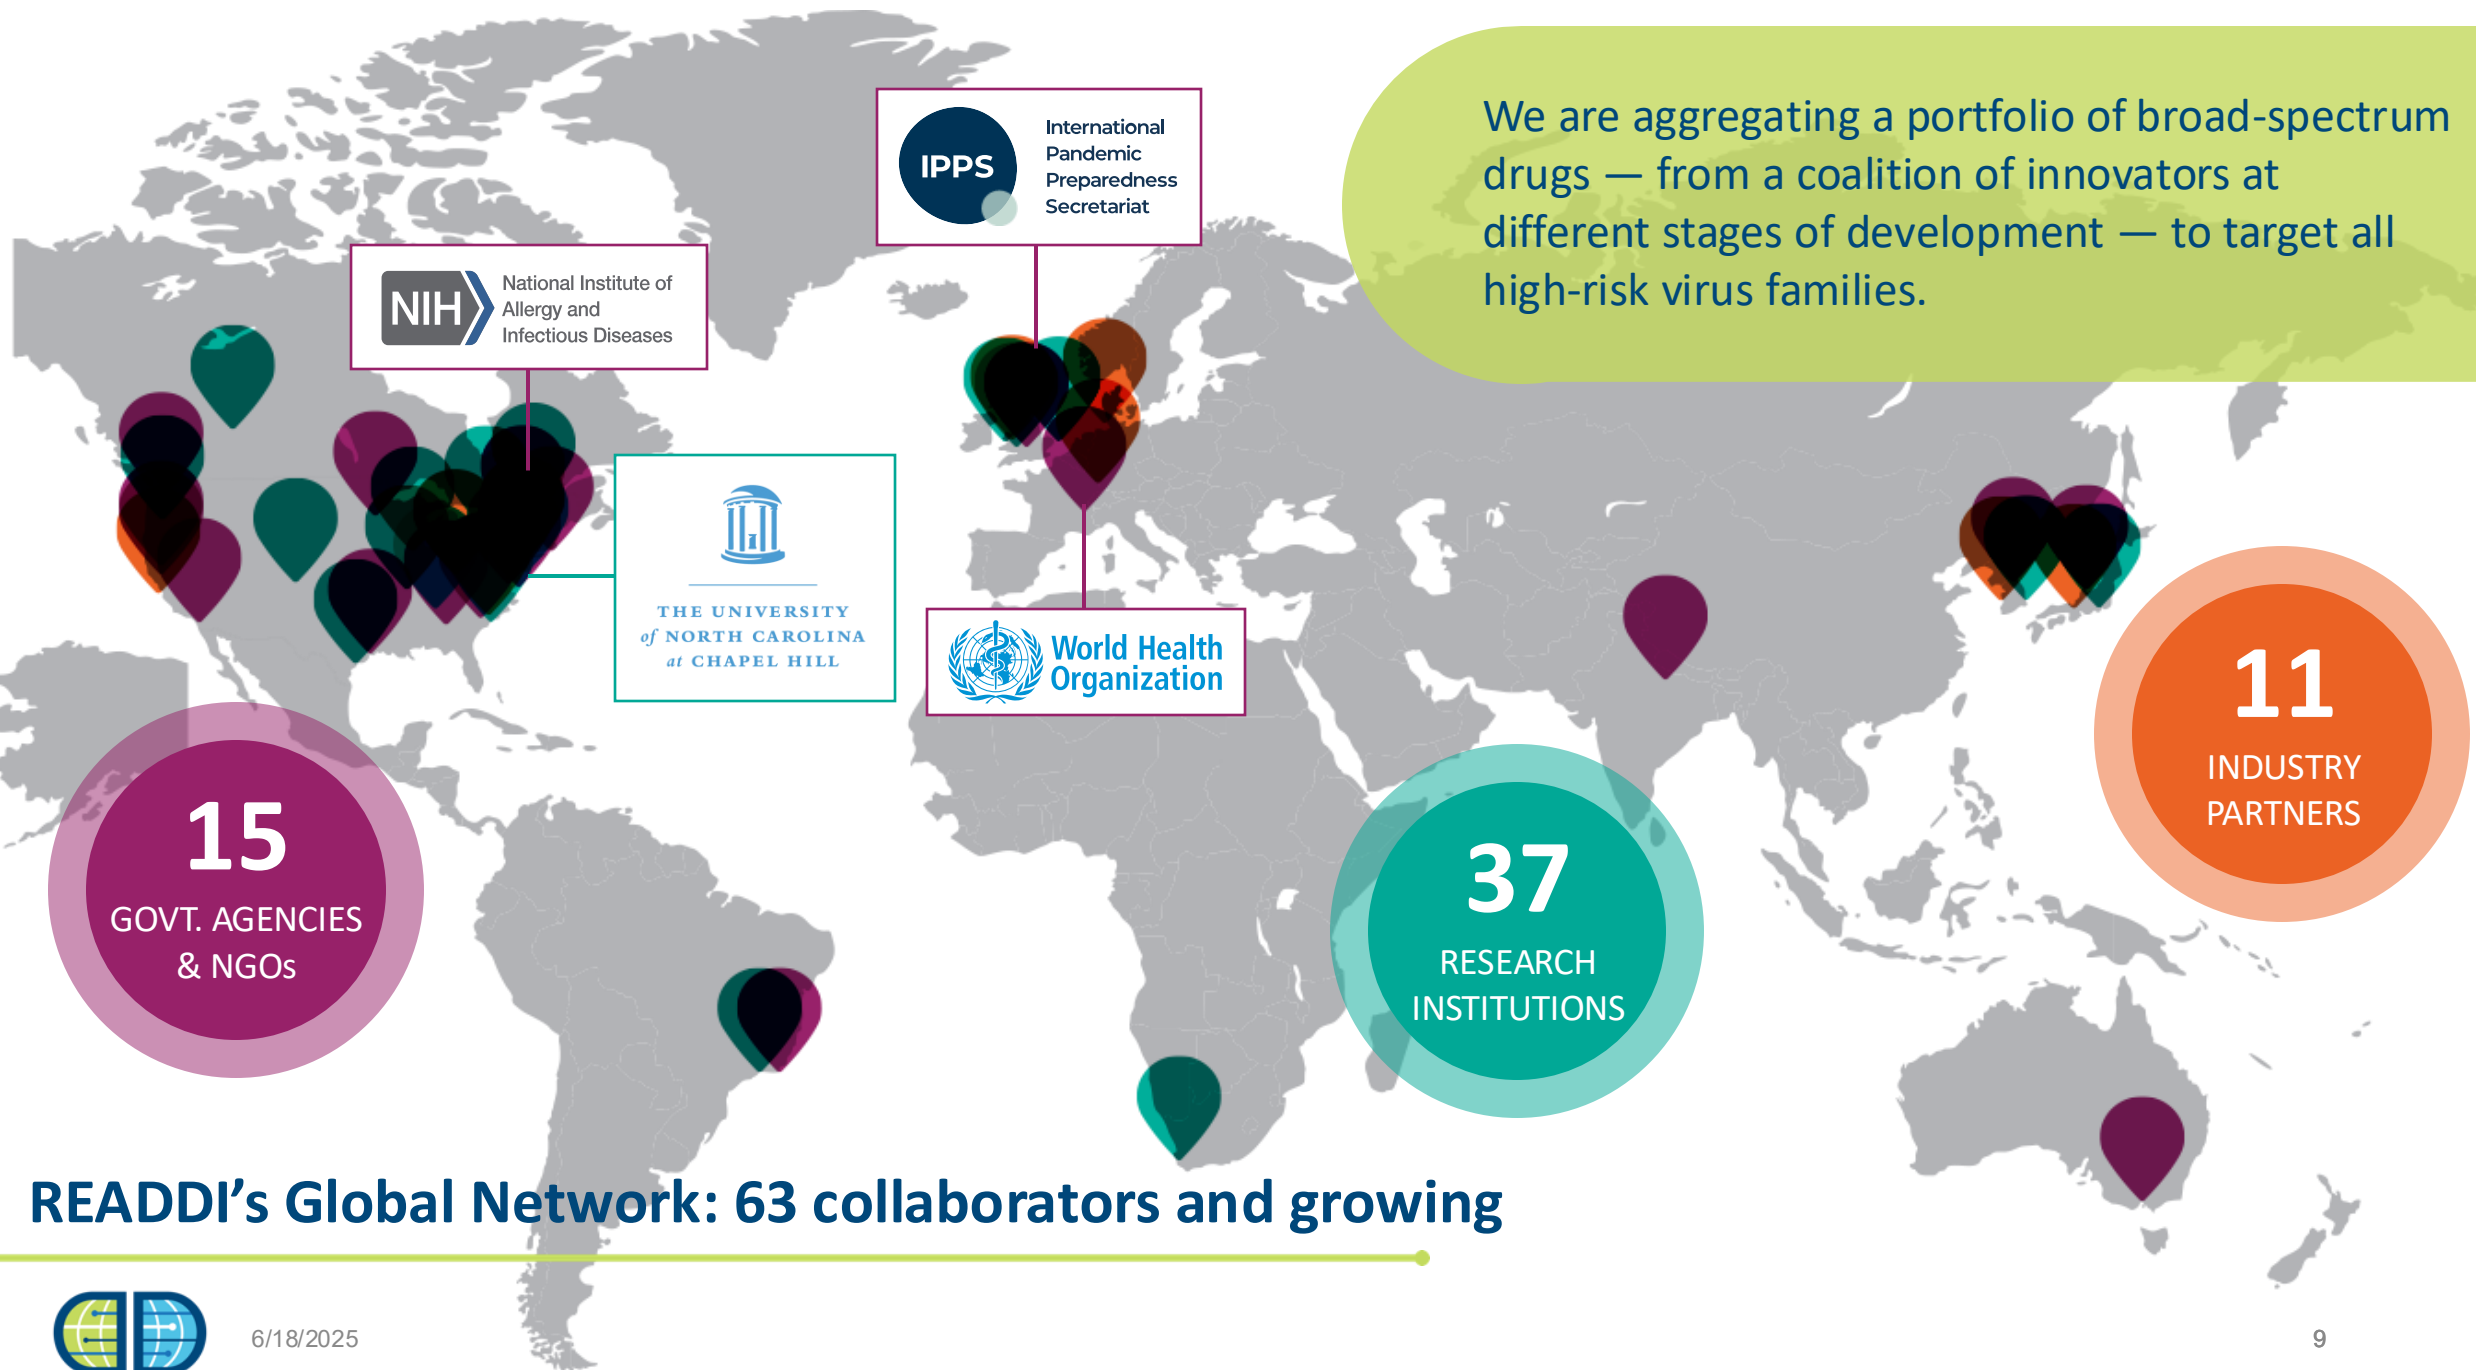 We are aggregating a portfolio of broad-spectrum
drugs — from a coalition of innovators at
different stages of development — to target all
high-risk virus families.
IPPS
International
Pandemic
Preparedness
Secretariat
NIH
National Institute of
Allergy and
Infectious Diseases
THE UNIVERSITY
of NORTH CAROLINA
at CHAPEL HILL
World Health
Organization
11
INDUSTRY
PARTNERS
15
GOVT. AGENCIES
& NGOs
37
RESEARCH
INSTITUTIONS
READDI’s Global Network: 63 collaborators and growing
6/18/2025
9